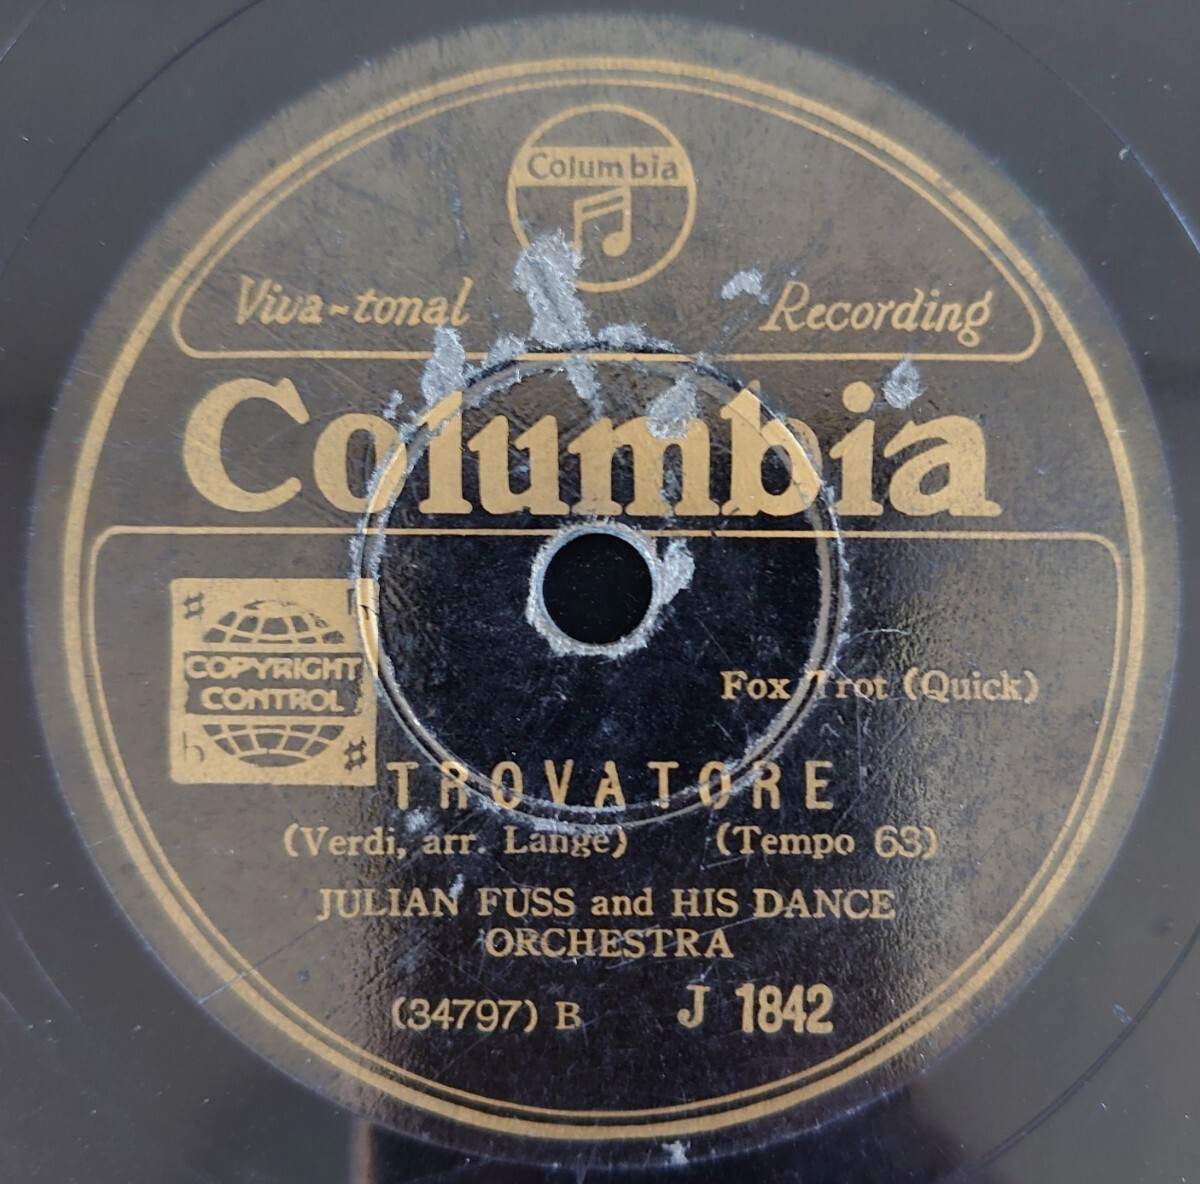 Columbia
Viva-tonal Recording
Columbia
COPYRIGHT
CONTROL
Fox Trot (Quick)
TROVATORE
(Verdi, arr. Lange) (Tempo 63)
JULIAN FUSS and HIS DANCE
ORCHESTRA
(34797) B J 1842